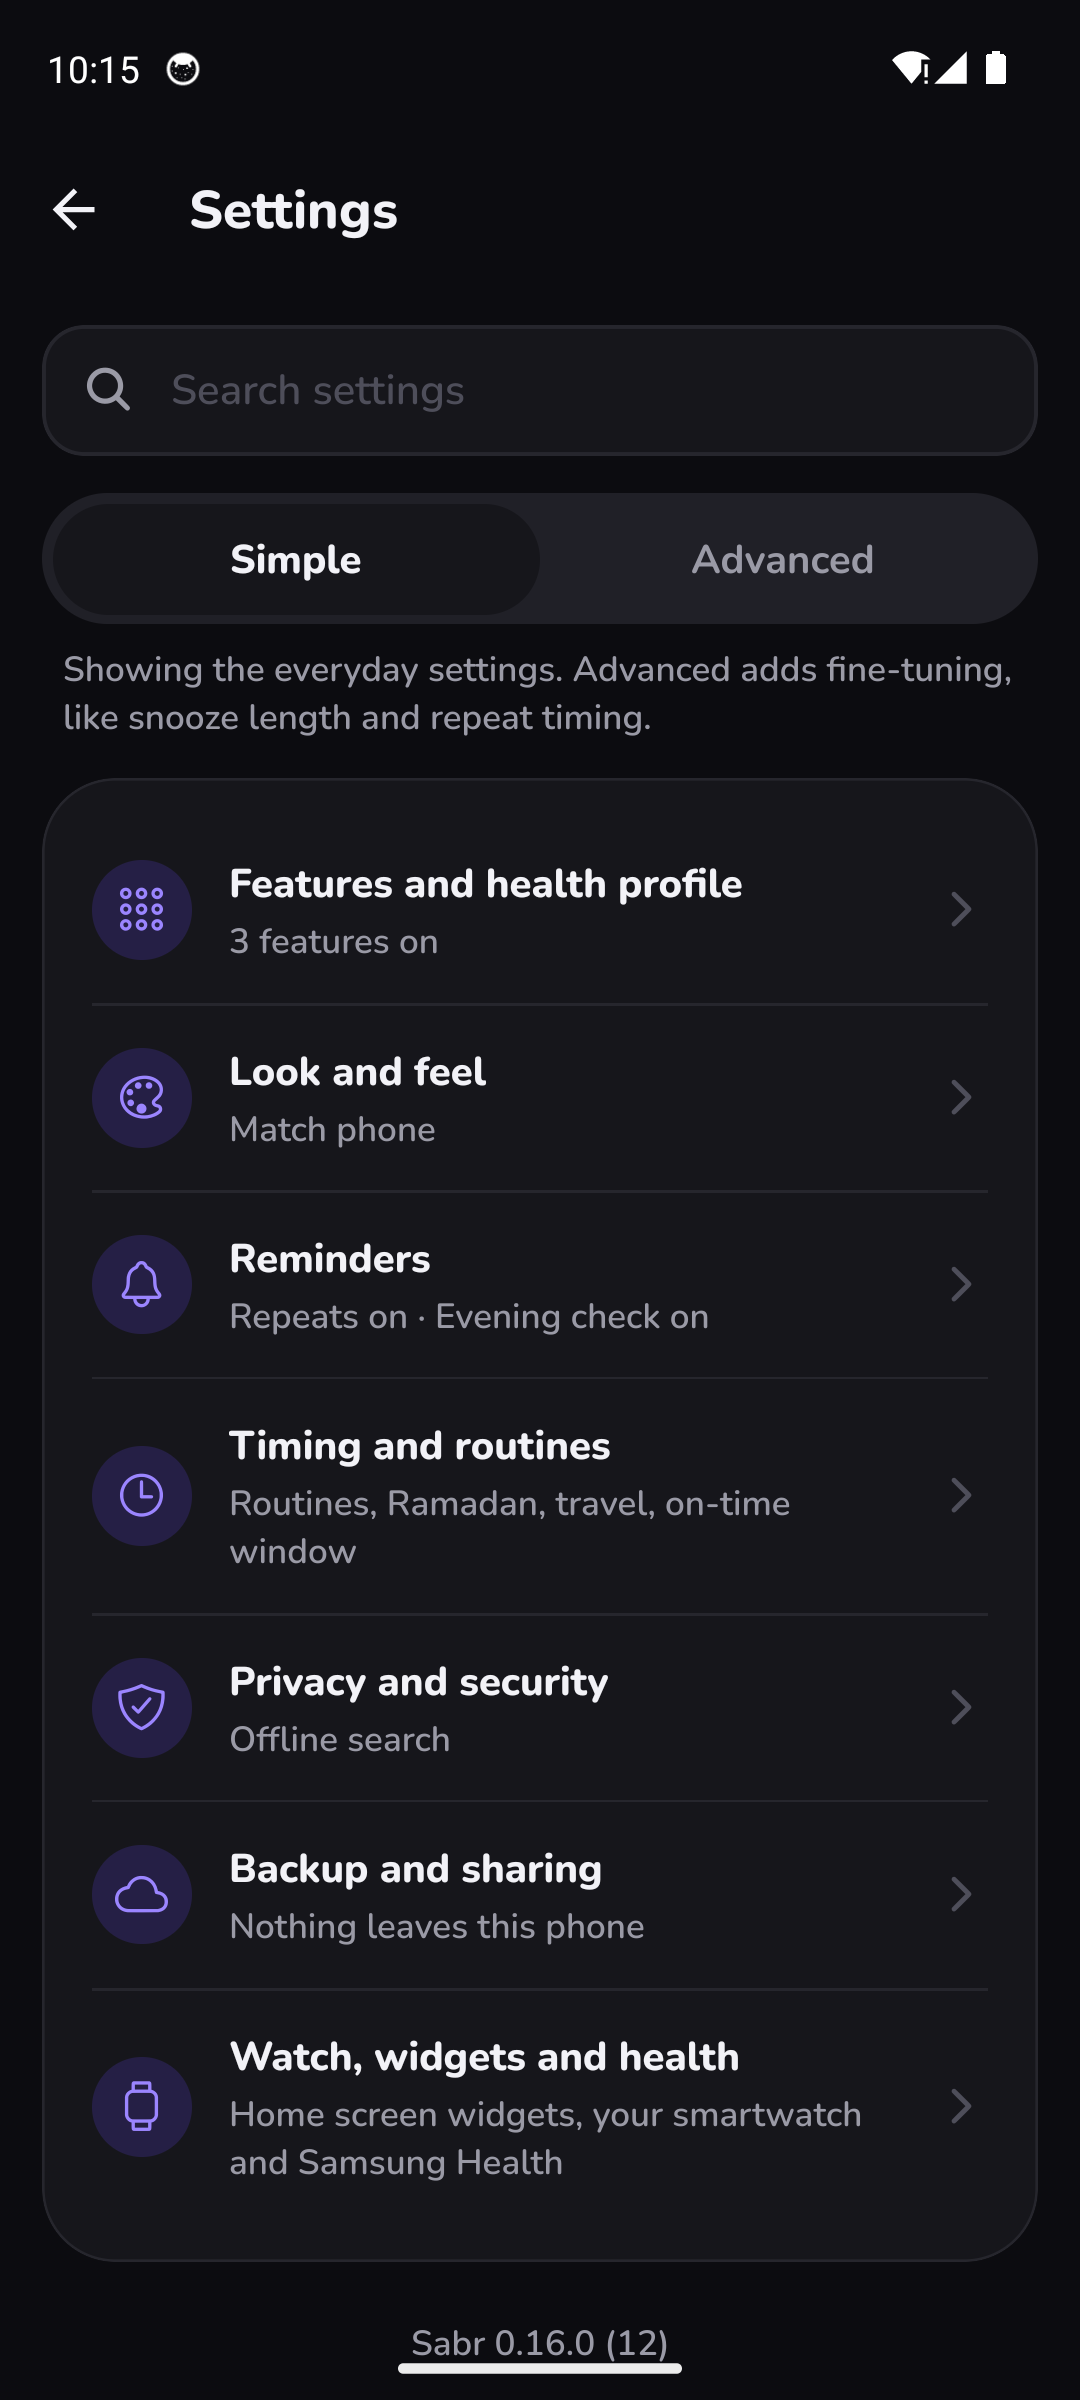 10:15
Settings
Search settings
Simple
Advanced
Showing the everyday settings. Advanced adds fine-tuning,
like snooze length and repeat timing.
Features and health profile
3 features on
Look and feel
Match phone
Reminders
Repeats on · Evening check on
Timing and routines
Routines, Ramadan, travel, on-time
window
Privacy and security
Offline search
Backup and sharing
Nothing leaves this phone
Watch, widgets and health
Home screen widgets, your smartwatch
and Samsung Health
Sabr 0.16.0 (12)